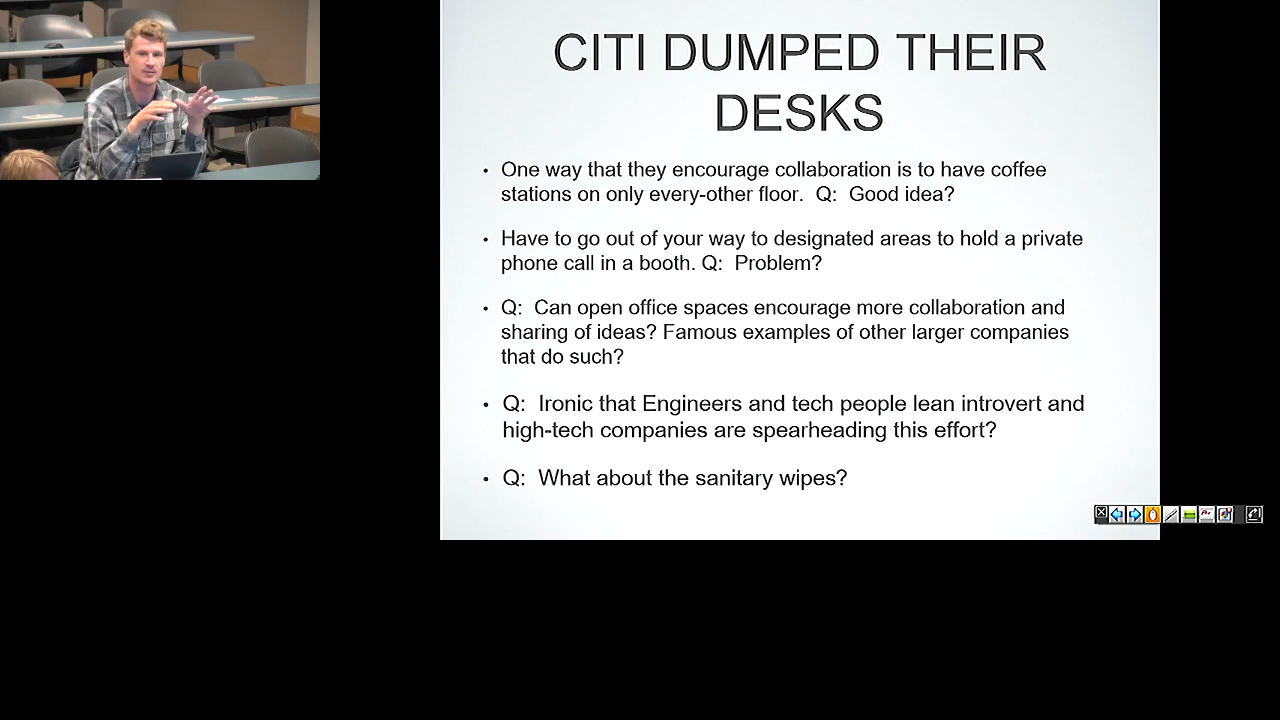 CITI DUMPED THEIR
DESKS
• One way that they encourage collaboration is to have coffee
stations on only every-other floor.  Q:  Good idea?
• Have to go out of your way to designated areas to hold a private
phone call in a booth. Q:  Problem?
• Q:  Can open office spaces encourage more collaboration and
sharing of ideas? Famous examples of other larger companies
that do such?
• Q:  Ironic that Engineers and tech people lean introvert and
high-tech companies are spearheading this effort?
• Q:  What about the sanitary wipes?